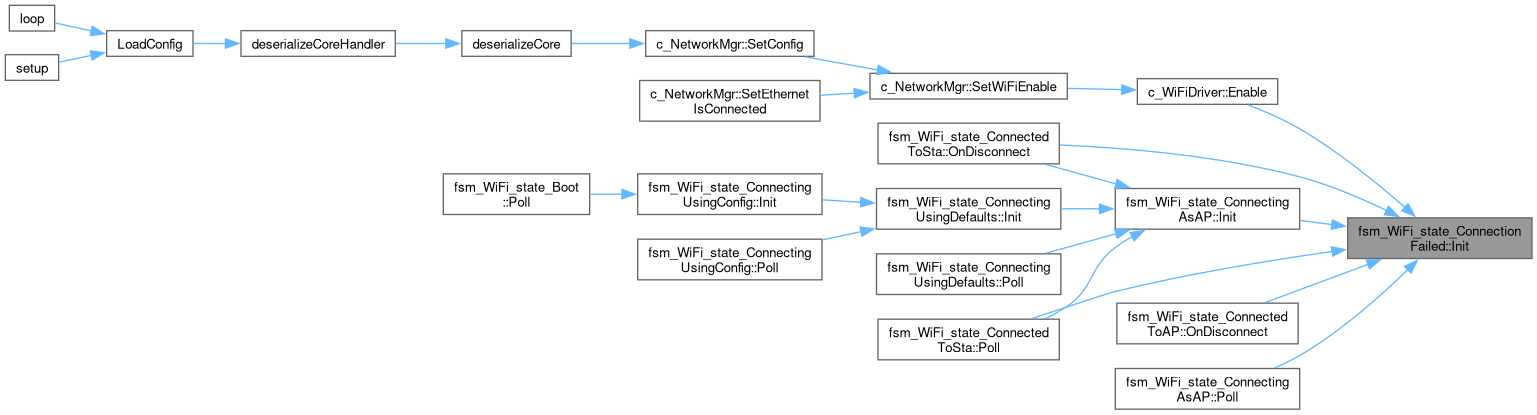 loop
setup
LoadConfig
deserializeCoreHandler
deserializeCore
c_NetworkMgr::SetConfig
c_NetworkMgr::SetEthernet
IsConnected
c_NetworkMgr::SetWiFiEnable
c_WiFiDriver::Enable
fsm_WiFi_state_Connected
ToSta::OnDisconnect
fsm_WiFi_state_Boot
::Poll
fsm_WiFi_state_Connecting
UsingConfig::Init
fsm_WiFi_state_Connecting
UsingConfig::Poll
fsm_WiFi_state_Connecting
UsingDefaults::Init
fsm_WiFi_state_Connecting
UsingDefaults::Poll
fsm_WiFi_state_Connected
ToSta::Poll
fsm_WiFi_state_Connecting
AsAP::Init
fsm_WiFi_state_Connected
ToAP::OnDisconnect
fsm_WiFi_state_Connecting
AsAP::Poll
fsm_WiFi_state_Connection
Failed::Init